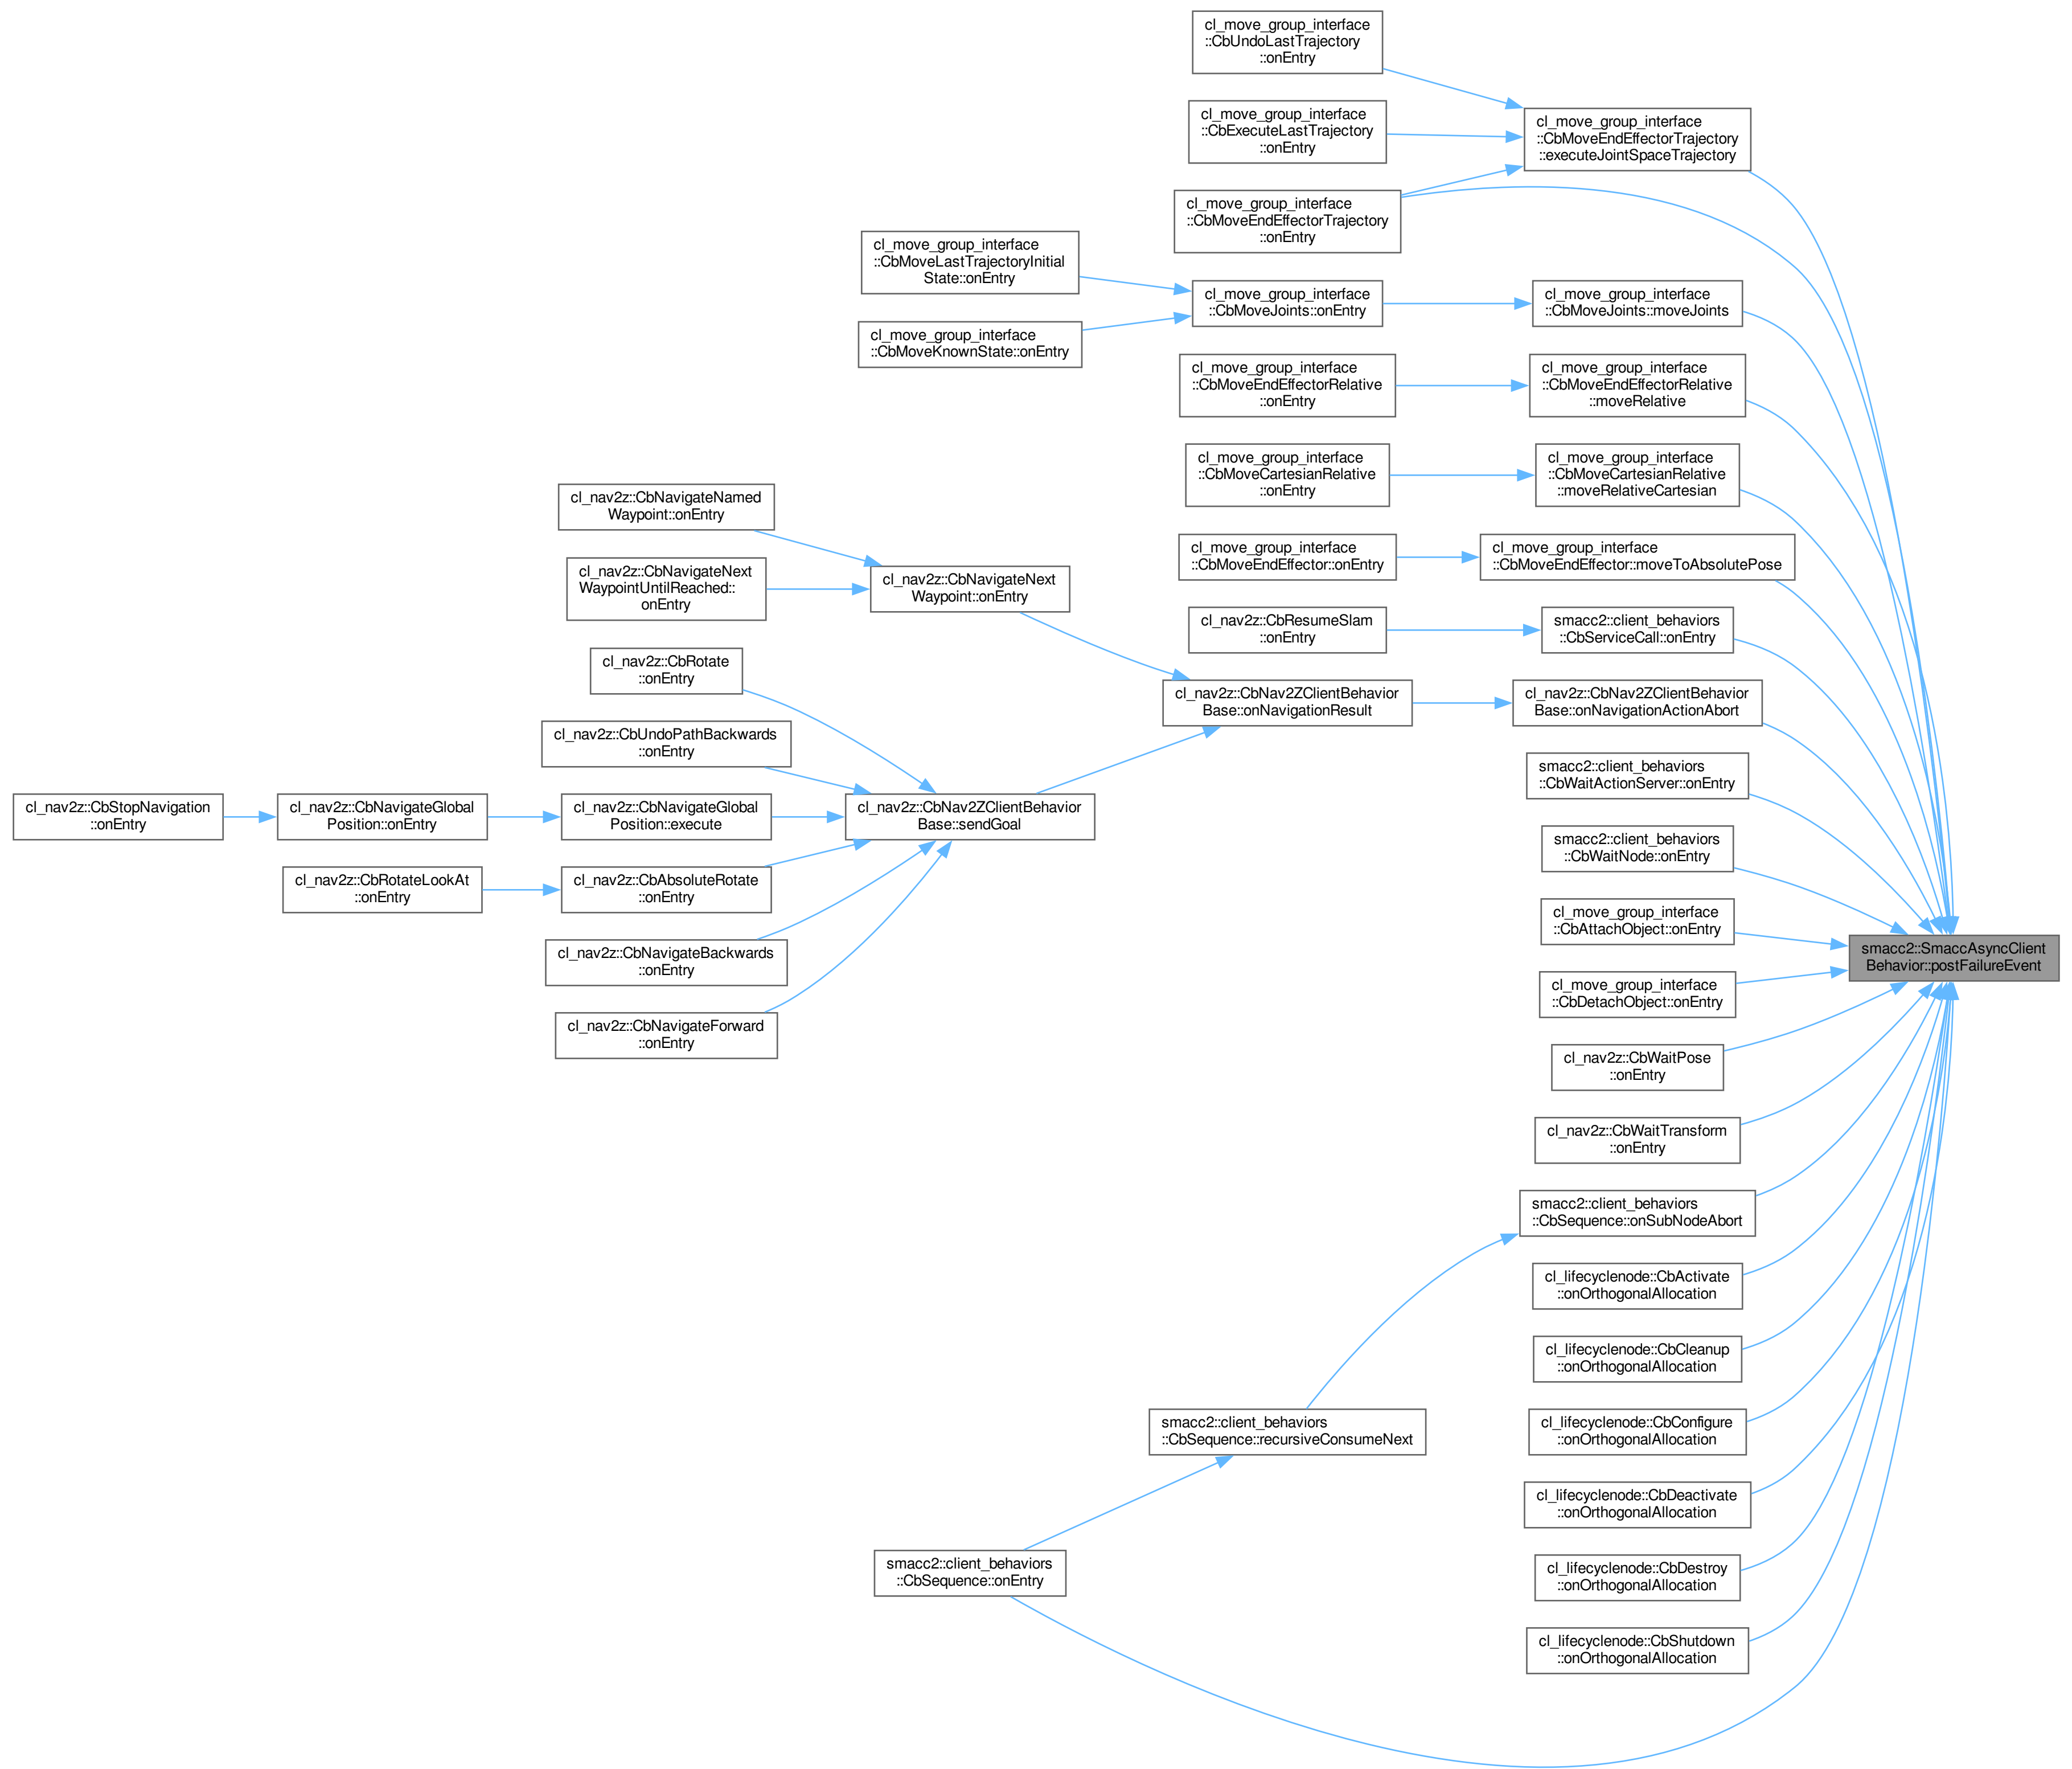 cl_move_group_interface
::CbUndoLastTrajectory
::onEntry
cl_move_group_interface
::CbExecuteLastTrajectory
::onEntry
cl_move_group_interface
::CbMoveEndEffectorTrajectory
::executeJointSpaceTrajectory
cl_move_group_interface
::CbMoveEndEffectorTrajectory
::onEntry
cl_move_group_interface
::CbMoveLastTrajectoryInitial
State::onEntry
cl_move_group_interface
::CbMoveJoints::onEntry
cl_move_group_interface
::CbMoveJoints::moveJoints
cl_move_group_interface
::CbMoveKnownState::onEntry
cl_move_group_interface
::CbMoveEndEffectorRelative
::onEntry
cl_move_group_interface
::CbMoveEndEffectorRelative
::moveRelative
cl_move_group_interface
::CbMoveCartesianRelative
::onEntry
cl_move_group_interface
::CbMoveCartesianRelative
::moveRelativeCartesian
cl_nav2z::CbNavigateNamed
Waypoint::onEntry
cl_move_group_interface
::CbMoveEndEffector::onEntry
cl_move_group_interface
::CbMoveEndEffector::moveToAbsolutePose
cl_nav2z::CbNavigateNext
WaypointUntilReached::
onEntry
cl_nav2z::CbNavigateNext
Waypoint::onEntry
cl_nav2z::CbResumeSlam
::onEntry
smacc2::client_behaviors
::CbServiceCall::onEntry
cl_nav2z::CbRotate
::onEntry
cl_nav2z::CbNav2ZClientBehavior
Base::onNavigationResult
cl_nav2z::CbNav2ZClientBehavior
Base::onNavigationActionAbort
cl_nav2z::CbUndoPathBackwards
::onEntry
smacc2::client_behaviors
::CbWaitActionServer::onEntry
cl_nav2z::CbStopNavigation
::onEntry
cl_nav2z::CbNavigateGlobal
Position::onEntry
cl_nav2z::CbNavigateGlobal
Position::execute
cl_nav2z::CbNav2ZClientBehavior
Base::sendGoal
smacc2::client_behaviors
::CbWaitNode::onEntry
cl_nav2z::CbRotateLookAt
::onEntry
cl_nav2z::CbAbsoluteRotate
::onEntry
cl_move_group_interface
::CbAttachObject::onEntry
cl_nav2z::CbNavigateBackwards
::onEntry
smacc2::SmaccAsyncClient
Behavior::postFailureEvent
cl_move_group_interface
::CbDetachObject::onEntry
cl_nav2z::CbNavigateForward
::onEntry
cl_nav2z::CbWaitPose
::onEntry
cl_nav2z::CbWaitTransform
::onEntry
smacc2::client_behaviors
::CbSequence::onSubNodeAbort
cl_lifecyclenode::CbActivate
::onOrthogonalAllocation
cl_lifecyclenode::CbCleanup
::onOrthogonalAllocation
smacc2::client_behaviors
::CbSequence::recursiveConsumeNext
cl_lifecyclenode::CbConfigure
::onOrthogonalAllocation
cl_lifecyclenode::CbDeactivate
::onOrthogonalAllocation
smacc2::client_behaviors
::CbSequence::onEntry
cl_lifecyclenode::CbDestroy
::onOrthogonalAllocation
cl_lifecyclenode::CbShutdown
::onOrthogonalAllocation